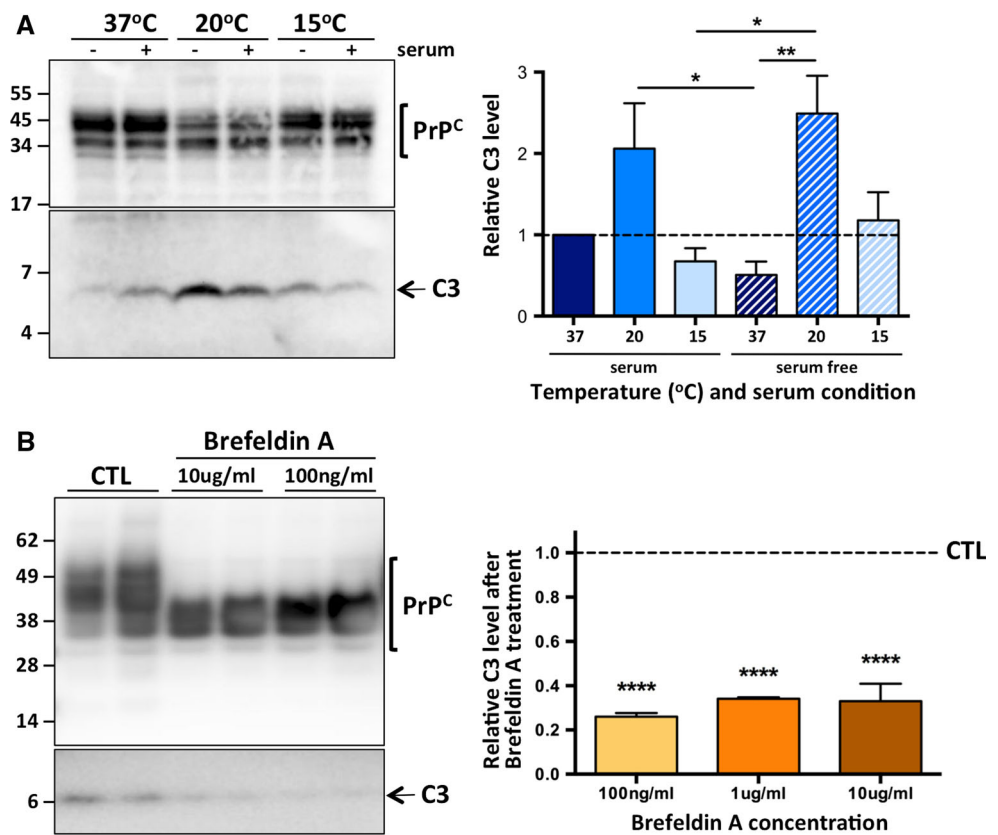 A
37°C 20°C 15°C
- + - + - + serum
55
45
34
17
PrPC
7
4
C3
* 
* **
3
2
1
0
Relative C3 level
37 20 15 37 20 15
serum serum free
Temperature (°C) and serum condition
B
Brefeldin A
CTL 10ug/ml 100ng/ml
62
49
38
28
14
PrPC
6
C3
1.0
0.8
0.6
0.4
0.2
0.0
CTL
Relative C3 level after
Brefeldin A treatment
**** **** ****
100ng/ml 1ug/ml 10ug/ml
Brefeldin A concentration